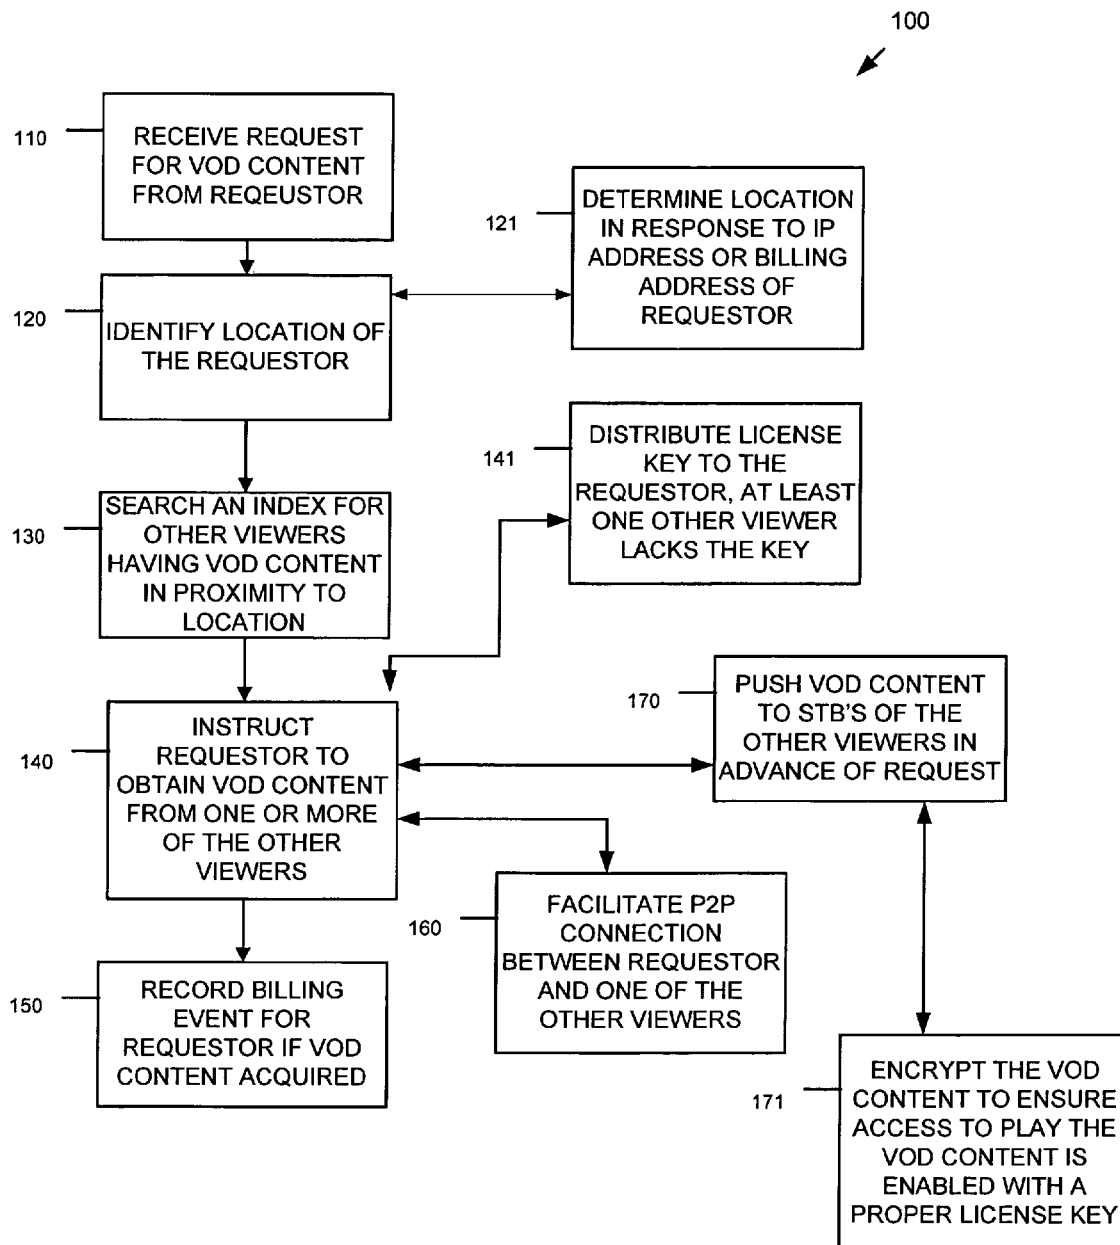 100
110
RECEIVE REQUEST
FOR VOD CONTENT
FROM REQEUSTOR
121
DETERMINE LOCATION
IN RESPONSE TO IP
ADDRESS OR BILLING
ADDRESS OF
REQUESTOR
120
IDENTIFY LOCATION OF
THE REQUESTOR
141
DISTRIBUTE LICENSE
KEY TO THE
REQUESTOR, AT LEAST
ONE OTHER VIEWER
LACKS THE KEY
130
SEARCH AN INDEX FOR
OTHER VIEWERS
HAVING VOD CONTENT
IN PROXIMITY TO
LOCATION
140
INSTRUCT
REQUESTOR TO
OBTAIN VOD CONTENT
FROM ONE OR MORE
OF THE OTHER
VIEWERS
170
PUSH VOD CONTENT
TO STB'S OF THE
OTHER VIEWERS IN
ADVANCE OF REQUEST
160
FACILITATE P2P
CONNECTION
BETWEEN REQUESTOR
AND ONE OF THE
OTHER VIEWERS
150
RECORD BILLING
EVENT FOR
REQUESTOR IF VOD
CONTENT ACQUIRED
171
ENCRYPT THE VOD
CONTENT TO ENSURE
ACCESS TO PLAY THE
VOD CONTENT IS
ENABLED WITH A
PROPER LICENSE KEY